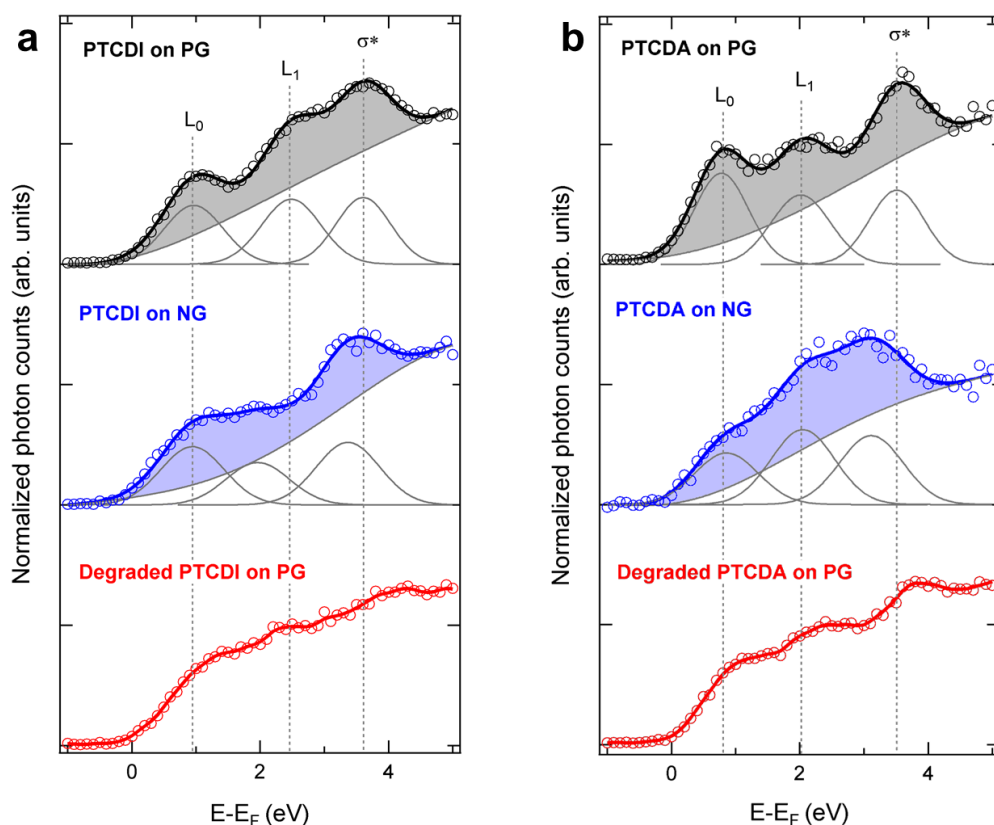 a
PTCDI on PG
L0
L1
σ*
PTCDI on NG
Degraded PTCDI on PG
Normalized photon counts (arb. units)
0
2
4
E-EF (eV)
b
PTCDA on PG
L0
L1
σ*
PTCDA on NG
Degraded PTCDA on PG
Normalized photon counts (arb. units)
0
2
4
E-EF (eV)